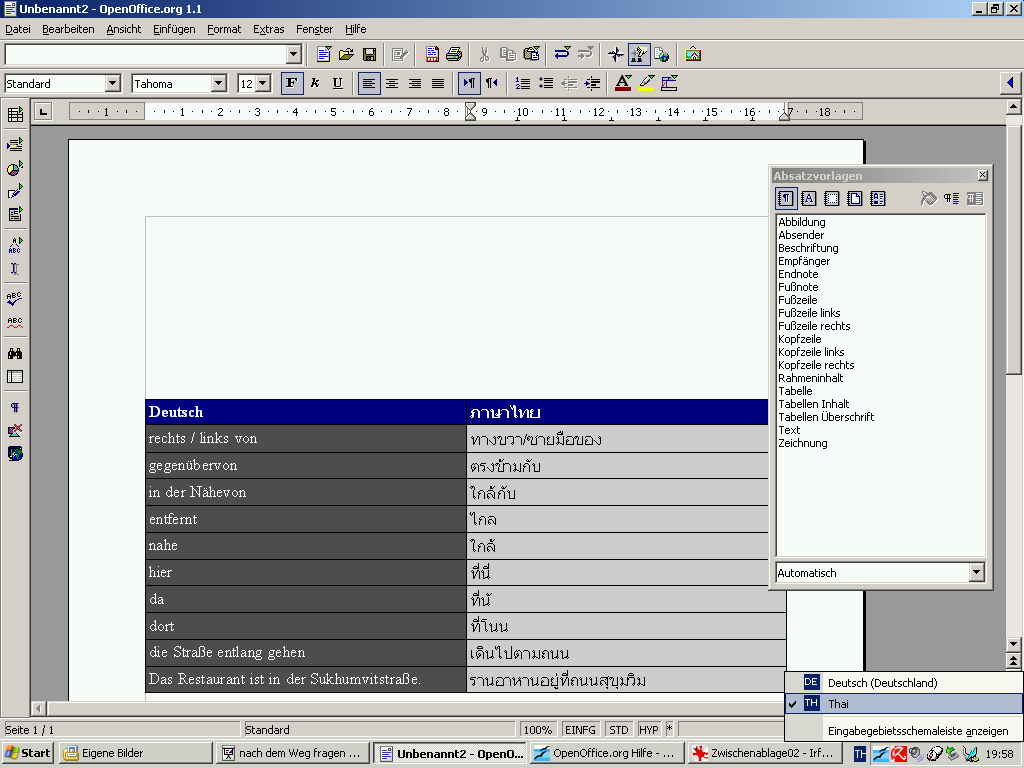 Unbenannt2 - OpenOffice.org 1.1
Datei Bearbeiten Ansicht Einfügen Format Extras Fenster Hilfe
Standard Tahoma 12 F k U
1 1 2 3 4 5 6 7 8 9 10 11 12 13 14 15 16 17 18
Absatzvorlagen
Abbildung
Absender
Beschriftung
Empfänger
Endnote
Fußnote
Fußzeile
Fußzeile links
Fußzeile rechts
Kopfzeile
Kopfzeile links
Kopfzeile rechts
Rahmeninhalt
Tabelle
Tabellen Inhalt
Tabellen Überschrift
Text
Zeichnung
Automatisch
Deutsch ภาษาไทย
rechts / links von ทางขวา/ซายมือของ
gegenübervon ตรงข้ามกับ
in der Nähevon ใกล้กับ
entfernt ไกล
nahe ใกล้
hier ที่นี่
da ที่นั
dort ที่โนน
die Straße entlang gehen เดินไปตามถนน
Das Restaurant ist in der Sukhumvitstraße. รานอาหานอยู่ที่ถนนสุขุมวิม
DE Deutsch (Deutschland)
TH Thai
Eingabegebietsschemaleiste anzeigen
Seite 1 / 1 Standard 100% EINFG STD HYP *
Start Eigene Bilder nach dem Weg fragen ... Unbenannt2 - OpenO... OpenOffice.org Hilfe - ... Zwischenablage02 - Irf... TH 19:58